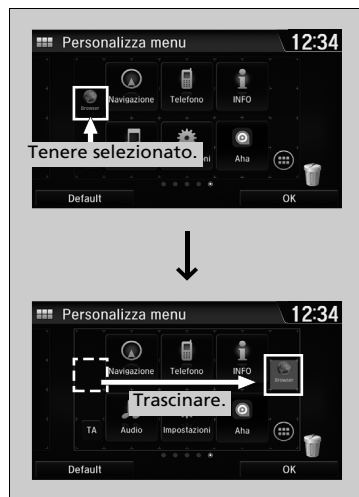 Personalizza menu 12:34
Browser Navigazione Telefono INFO
Tenere selezionato. ni Aha
Default OK
Personalizza menu 12:34
Navigazione Telefono INFO Browser
Trascinare.
TA Audio Impostazioni Aha
Default OK